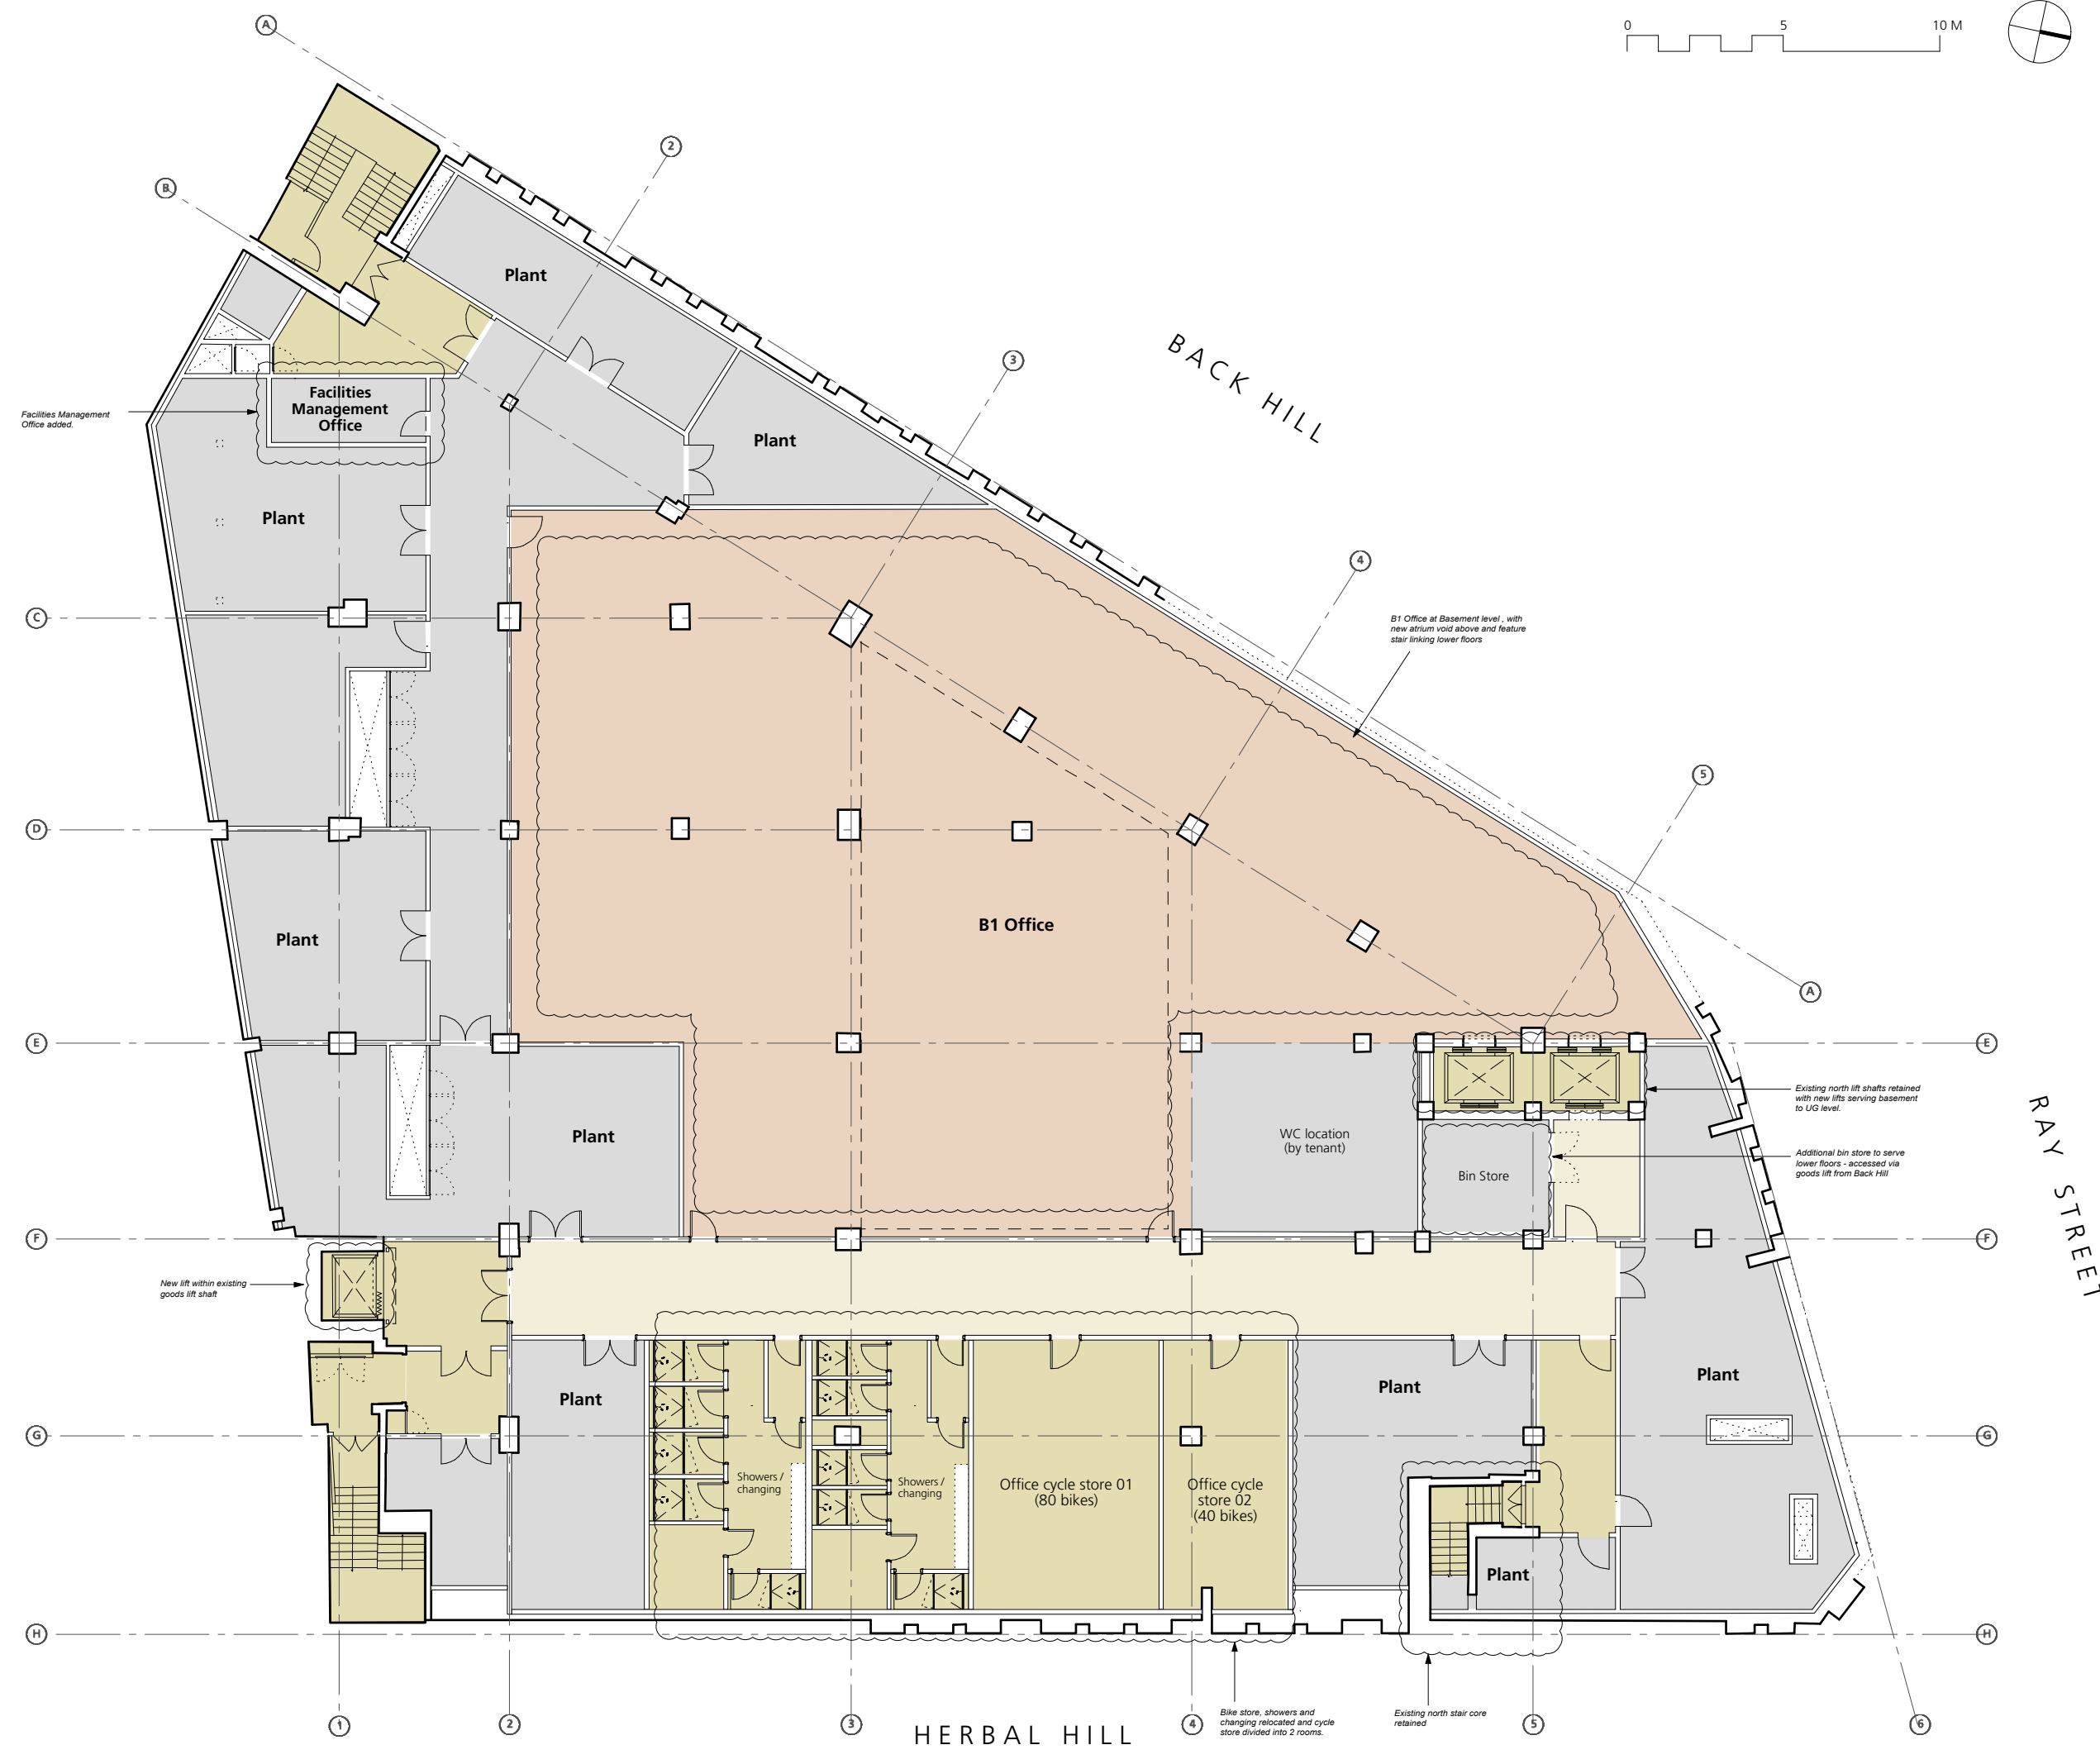 0 5 10 M
A
B
2
3
4
5
BACK HILL
Plant
Facilities
Management
Office
Facilities Management
Office added.
Plant
Plant
C
B1 Office at Basement level , with
new atrium void above and feature
stair linking lower floors
D
B1 Office
Plant
A
E
E
Existing north lift shafts retained
with new lifts serving basement
to UG level.
RAY STREET
Plant
WC location
(by tenant)
Bin Store
Additional bin store to serve
lower floors - accessed via
goods lift from Back Hill
F
F
New lift within existing
goods lift shaft
Plant
Plant
Plant
G
G
Showers /
changing
Showers /
changing
Office cycle store 01
(80 bikes)
Office cycle
store 02
(40 bikes)
Plant
H
H
1
2
3
4
5
6
HERBAL HILL
Bike store, showers and
changing relocated and cycle
store divided into 2 rooms.
Existing north stair core
retained